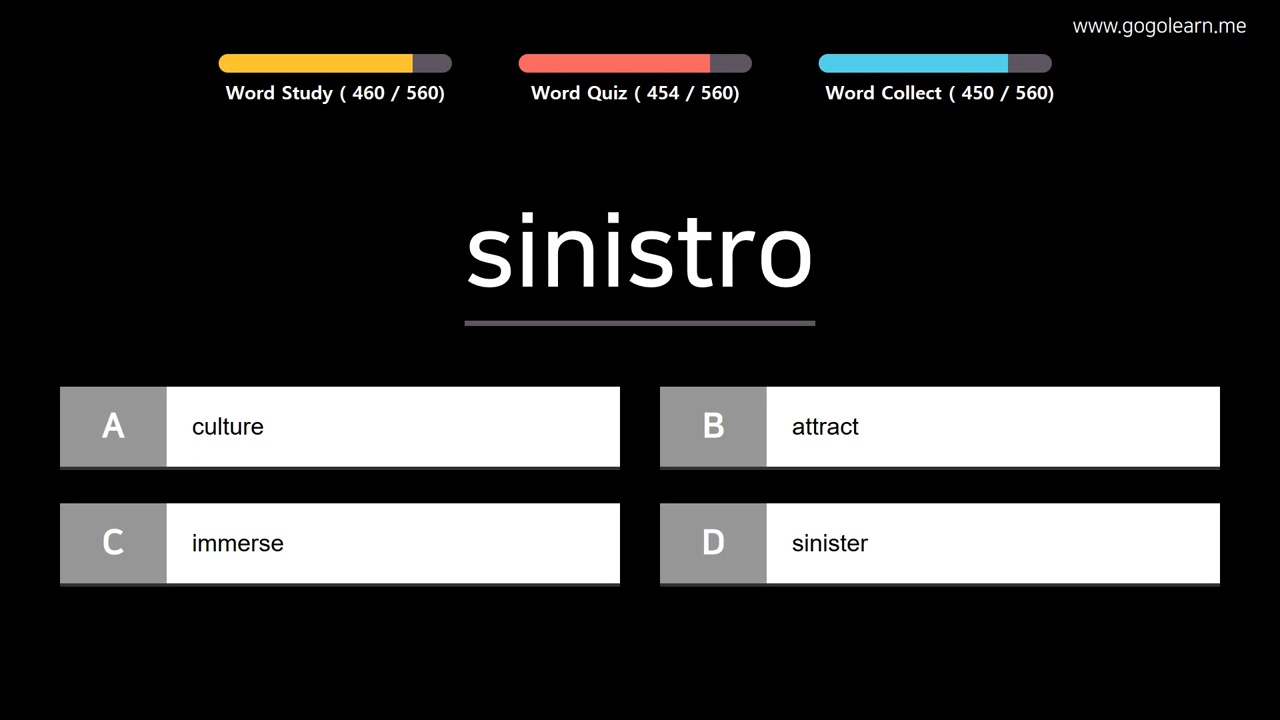 www.gogolearn.me
Word Study ( 460 / 560)
Word Quiz ( 454 / 560)
Word Collect ( 450 / 560)
sinistro
A culture
B attract
C immerse
D sinister